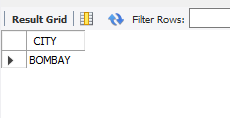 Result Grid Filter Rows:
CITY
BOMBAY